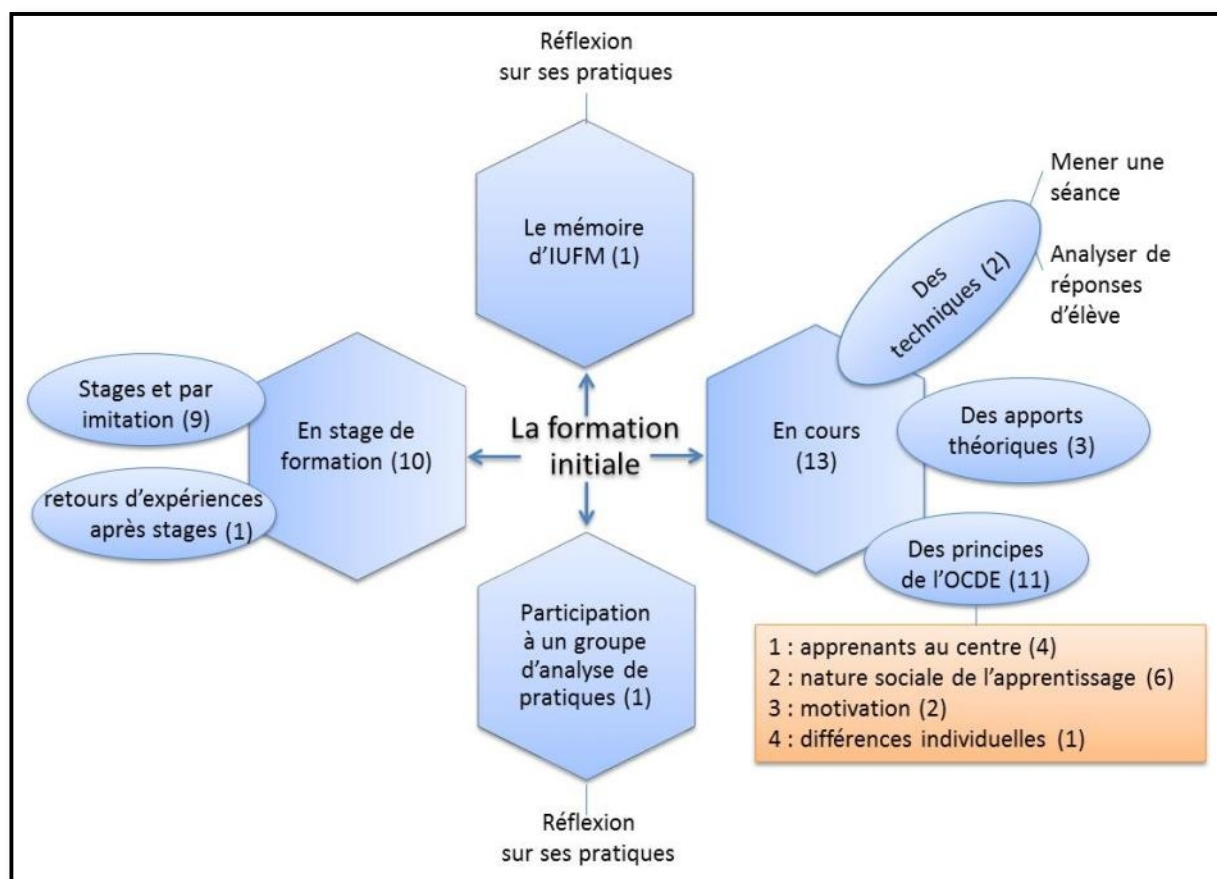 Réflexion
sur ses pratiques
Le mémoire
d'IUFM (1)
Mener une
séance
Analyser de
réponses
d'élève
Des
techniques (2)
Stages et par
imitation (9)
En stage de
formation (10)
retours d'expériences
après stages (1)
La formation
initiale
En cours
(13)
Des apports
théoriques (3)
Des principes
de l'OCDE (11)
Participation
à un groupe
d'analyse de
pratiques (1)
1 : apprenants au centre (4)
2 : nature sociale de l'apprentissage (6)
3 : motivation (2)
4 : différences individuelles (1)
Réflexion
sur ses pratiques